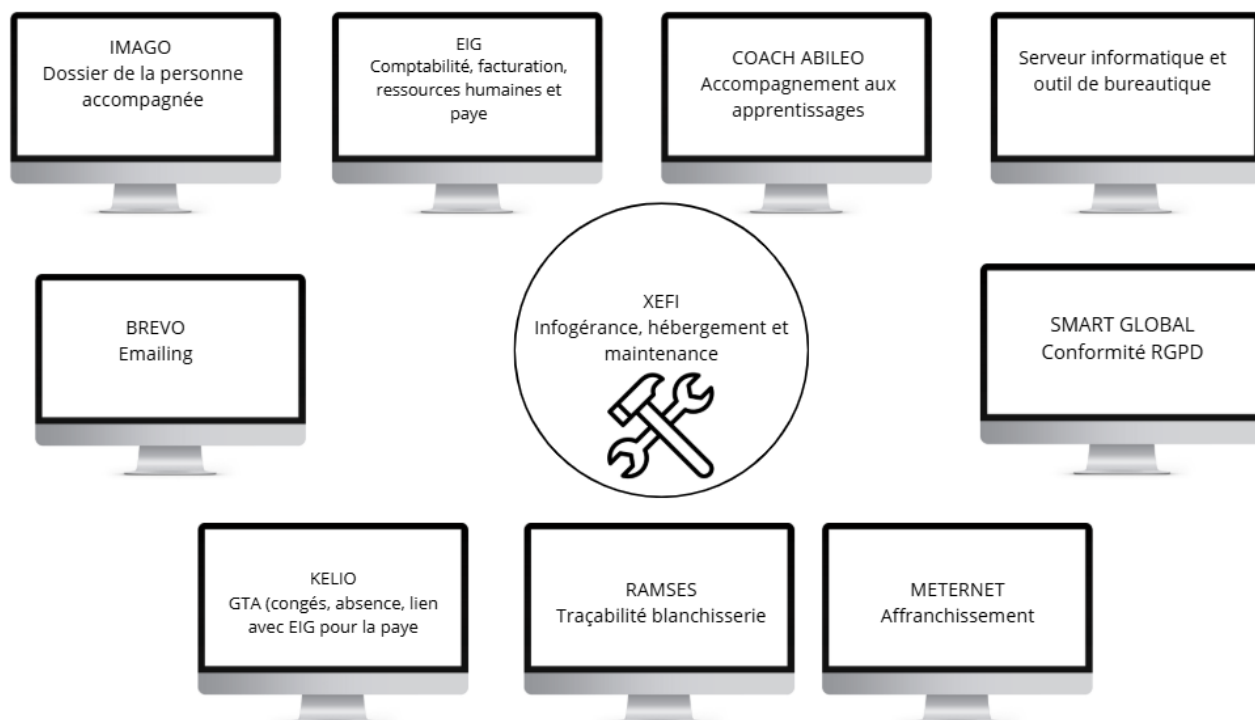 IMAGO
Dossier de la personne
accompagnée
EIG
Comptabilité, facturation,
ressources humaines et
paye
COACH ABILEO
Accompagnement aux
apprentissages
Serveur informatique et
outil de bureautique
BREVO
Emailing
XEFI
Infogérance, hébergement et
maintenance
SMART GLOBAL
Conformité RGPD
KELIO
GTA (congés, absence, lien
avec EIG pour la paye
RAMSES
Traçabilité blanchisserie
METERNET
Affranchissement